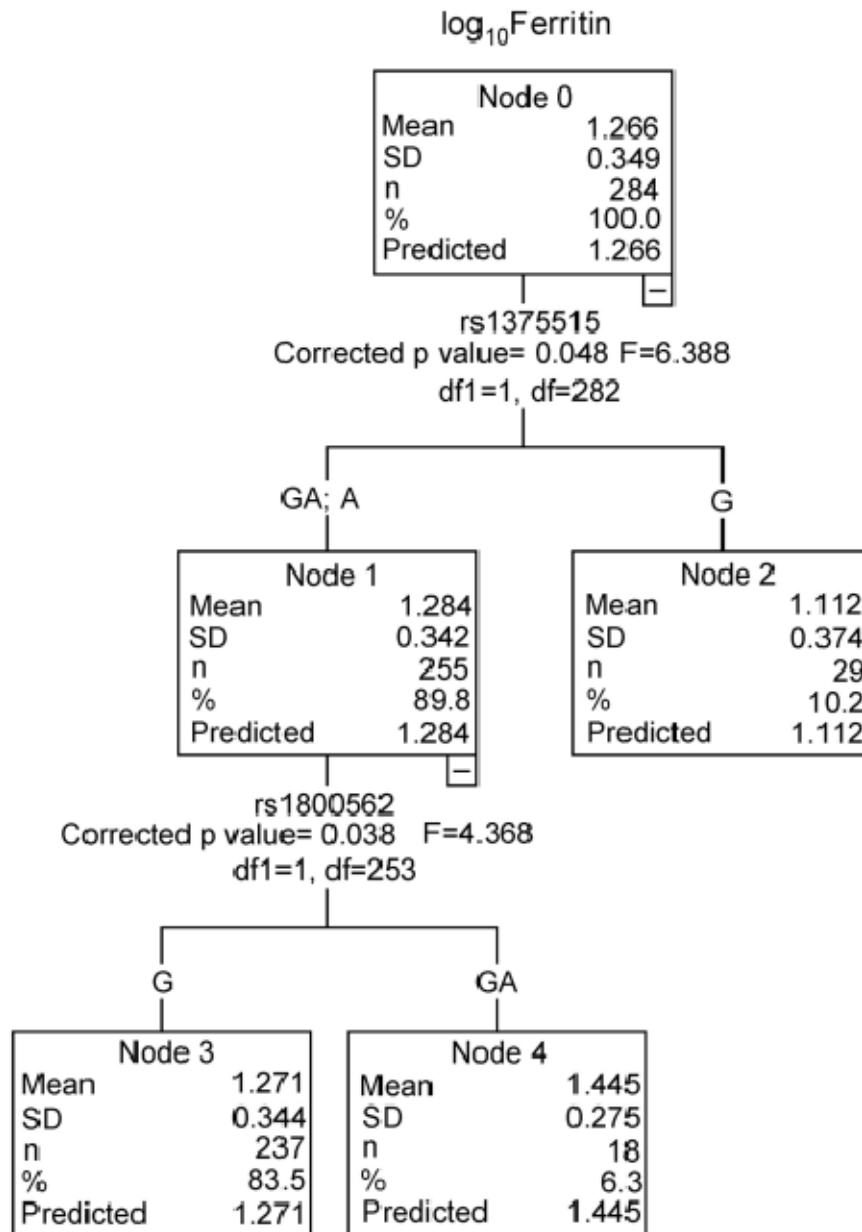 log₁₀Ferritin
Node 0
Mean 1.266
SD 0.349
n 284
% 100.0
Predicted 1.266
rs1375515
Corrected p value= 0.048 F=6.388
df1=1, df=282
GA; A
G
Node 1
Mean 1.284
SD 0.342
n 255
% 89.8
Predicted 1.284
Node 2
Mean 1.112
SD 0.374
n 29
% 10.2
Predicted 1.112
rs1800562
Corrected p value= 0.038 F=4.368
df1=1, df=253
G
GA
Node 3
Mean 1.271
SD 0.344
n 237
% 83.5
Predicted 1.271
Node 4
Mean 1.445
SD 0.275
n 18
% 6.3
Predicted 1.445